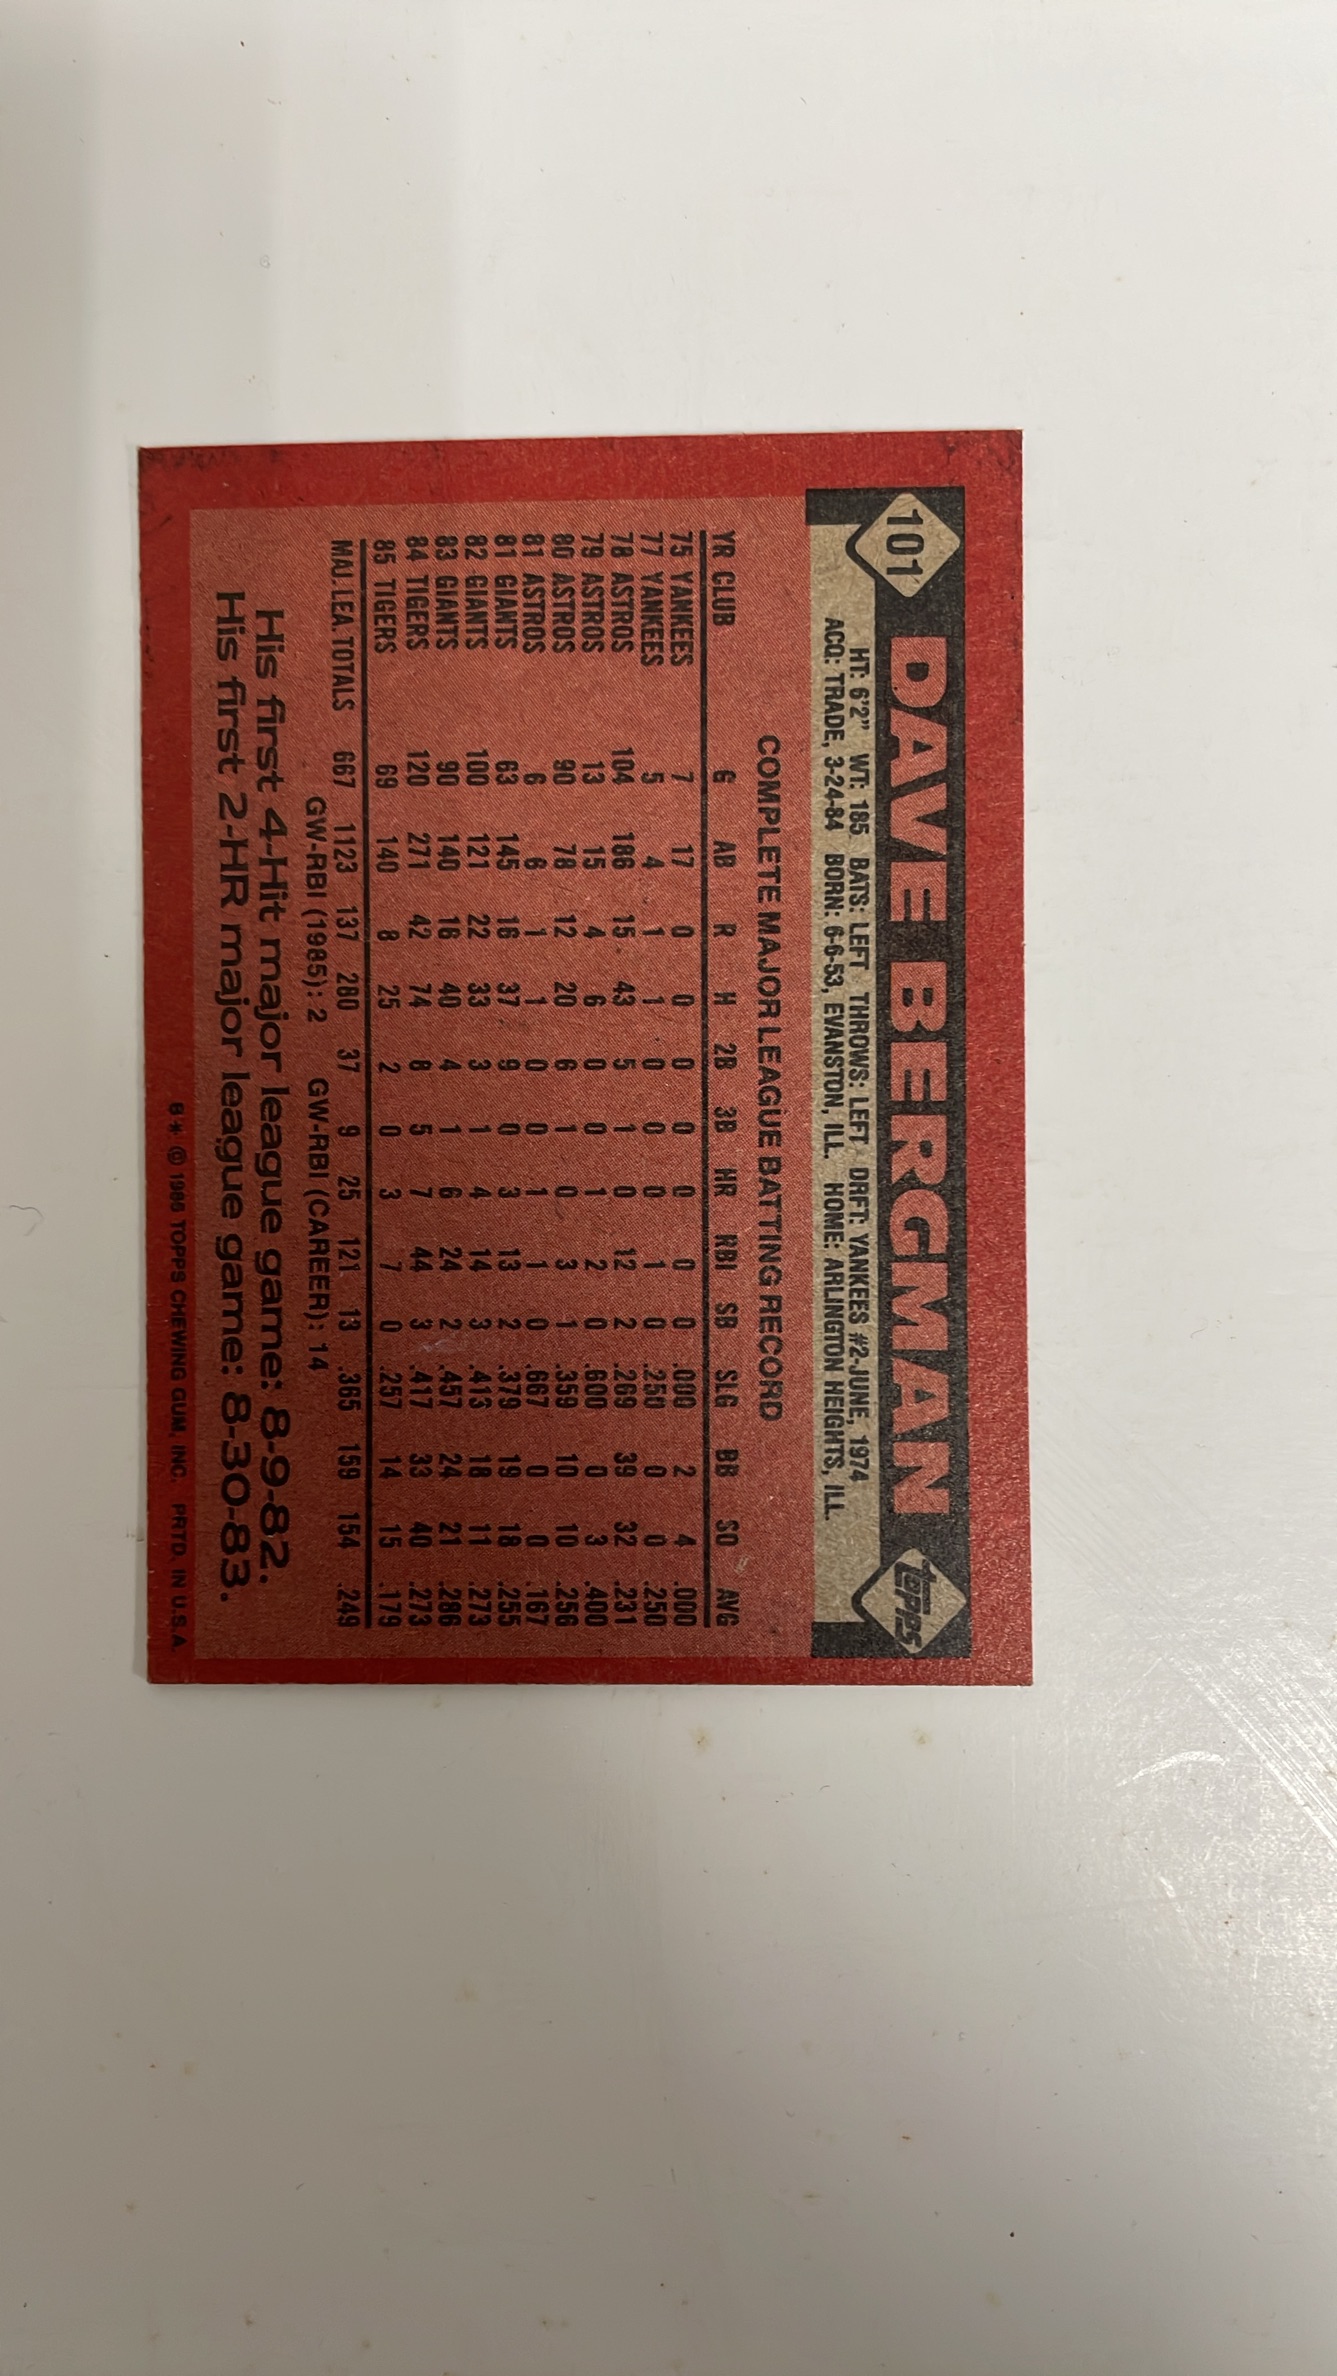 101 DAVE BERGMAN topps
HT: 6'2" WT: 185 BATS: LEFT THROWS: LEFT DRFT: YANKEES #2-JUNE, 1974
ACQ: TRADE, 3-24-84 BORN: 6-6-53, EVANSTON, ILL. HOME: ARLINGTON HEIGHTS, ILL.
COMPLETE MAJOR LEAGUE BATTING RECORD
YR CLUB G AB R H 2B 3B HR RBI SB SLG BB SO AVG
75 YANKEES 7 17 0 0 0 0 0 0 0 .000 2 4 .000
77 YANKEES 5 4 1 1 0 0 0 1 0 .250 0 0 .250
78 ASTROS 104 186 15 43 5 1 0 12 2 .269 39 32 .231
79 ASTROS 13 15 4 6 0 0 1 2 0 .600 0 3 .400
80 ASTROS 90 78 12 20 6 1 0 3 1 .359 10 10 .256
81 ASTROS 6 6 1 1 0 0 1 1 0 .667 0 0 .167
81 GIANTS 63 145 16 37 9 0 3 13 2 .379 19 18 .255
82 GIANTS 100 121 22 33 3 1 4 14 3 .413 18 11 .273
83 GIANTS 90 140 16 40 4 1 6 24 2 .457 24 21 .286
84 TIGERS 120 271 42 74 8 5 7 44 3 .417 33 40 .273
85 TIGERS 69 140 8 25 2 0 3 7 0 .257 14 15 .179
MAJ. LEA. TOTALS 667 1123 137 280 37 9 25 121 13 .365 159 154 .249
GW-RBI (1985): 2 GW-RBI (CAREER): 14
His first 4-Hit major league game: 8-9-82.
His first 2-HR major league game: 8-30-83.
6* © 1986 TOPPS CHEWING GUM, INC. PRTD. IN U.S.A.